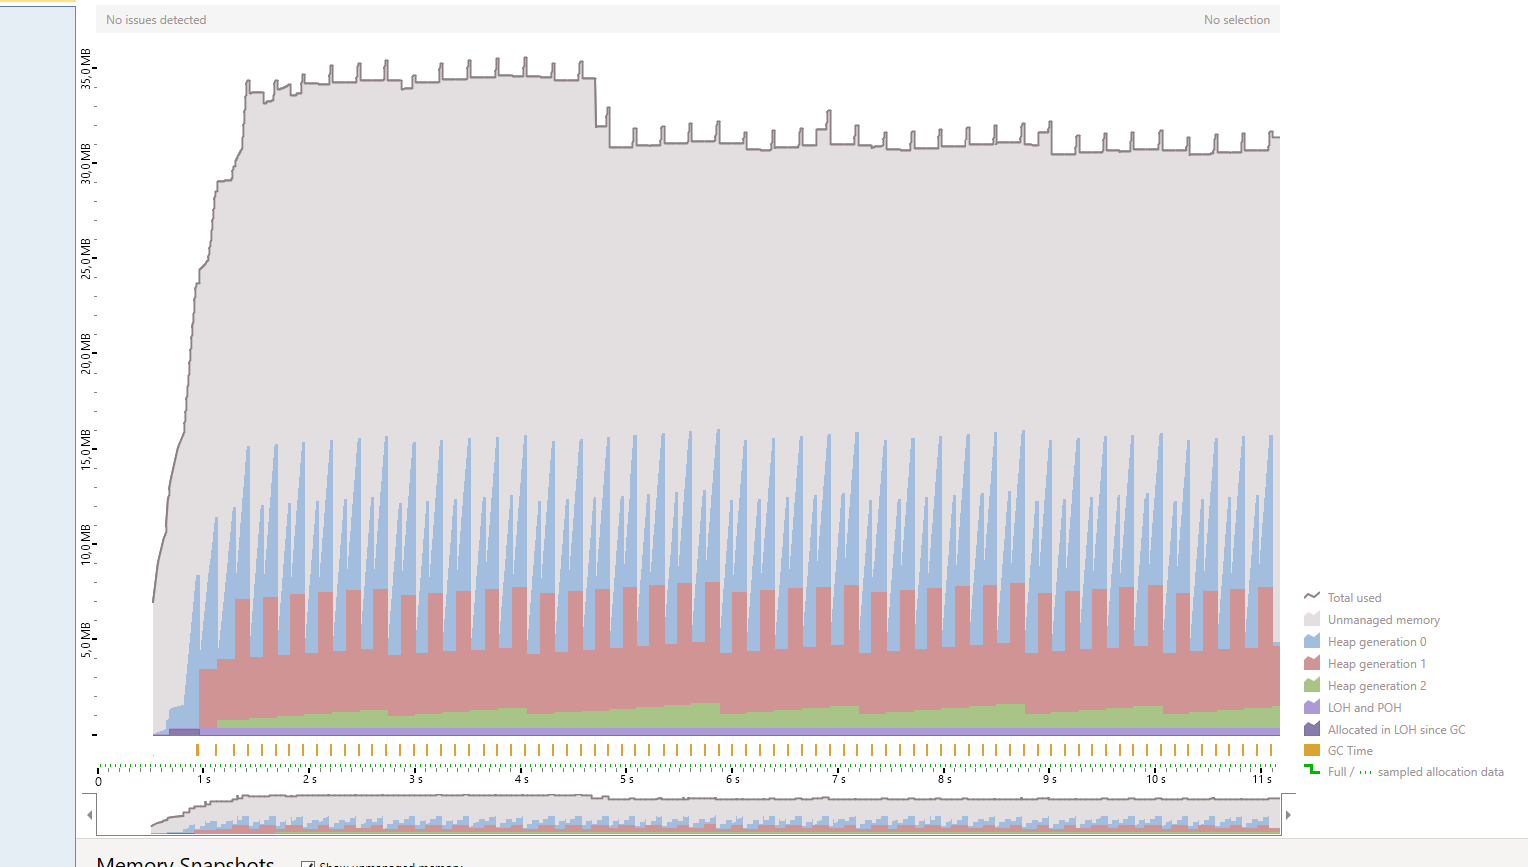 No issues detected
No selection
35,0 MB
30,0 MB
25,0 MB
20,0 MB
15,0 MB
10,0 MB
5,0 MB
Total used
Unmanaged memory
Heap generation 0
Heap generation 1
Heap generation 2
LOH and POH
Allocated in LOH since GC
GC Time
Full / sampled allocation data
0 1 s 2 s 3 s 4 s 5 s 6 s 7 s 8 s 9 s 10 s 11 s
Memory Snapshots Show unmanaged memory